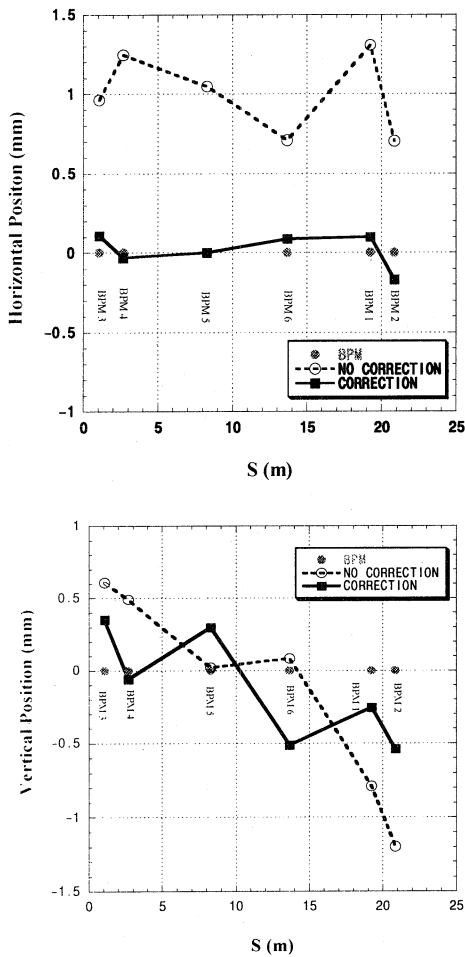 1.5
1
0.5
0
-0.5
-1
Horizontal Positon (mm)
BPM 3
BPM 4
BPM 5
BPM 6
BPM 1
BPM 2
BPM
NO CORRECTION
CORRECTION
0 5 10 15 20 25
S (m)
1
0.5
0
-0.5
-1
-1.5
Vertical Position (mm)
BPM 3
BPM 4
BPM 5
BPM 6
BPM 1
BPM 2
BPM
NO CORRECTION
CORRECTION
0 5 10 15 20 25
S (m)